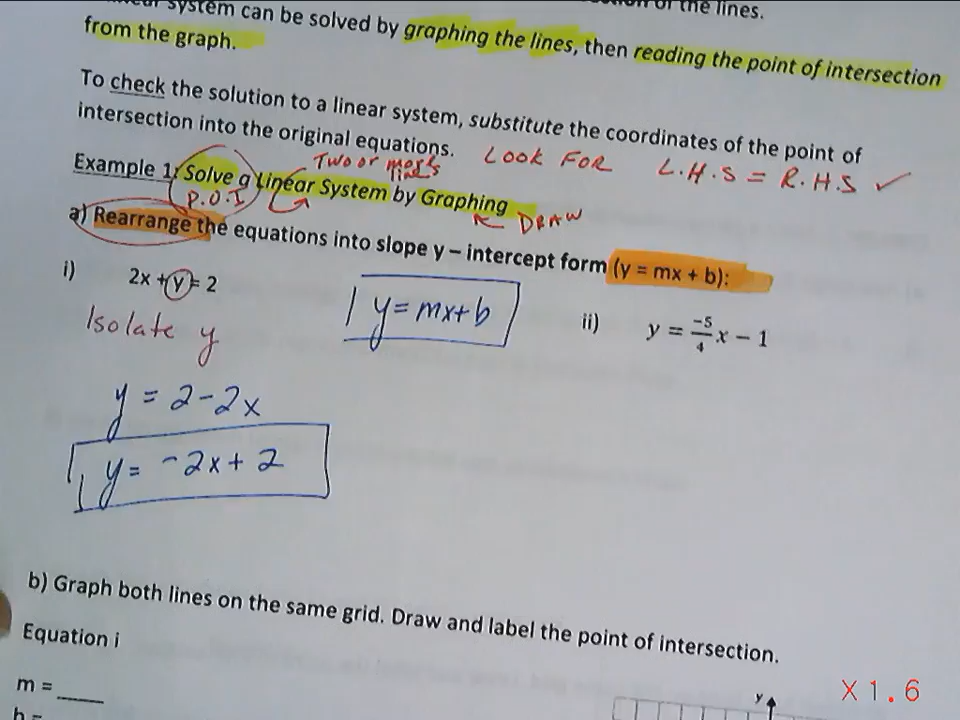 system can be solved by graphing the lines, then reading the point of intersection
from the graph.
To check the solution to a linear system, substitute the coordinates of the point of
intersection into the original equations. LOOK FOR L.H.S = R.H.S ✓
Two or more lines
Example 1: Solve a Linear System by Graphing
P.O.I DRAW
a) Rearrange the equations into slope y – intercept form (y = mx + b):
i) 2x + y = 2
y = mx + b
ii) y = -5/4 x – 1
Isolate y
y = 2 - 2x
y = -2x + 2
b) Graph both lines on the same grid. Draw and label the point of intersection.
Equation i
m = ____
y
X1.6